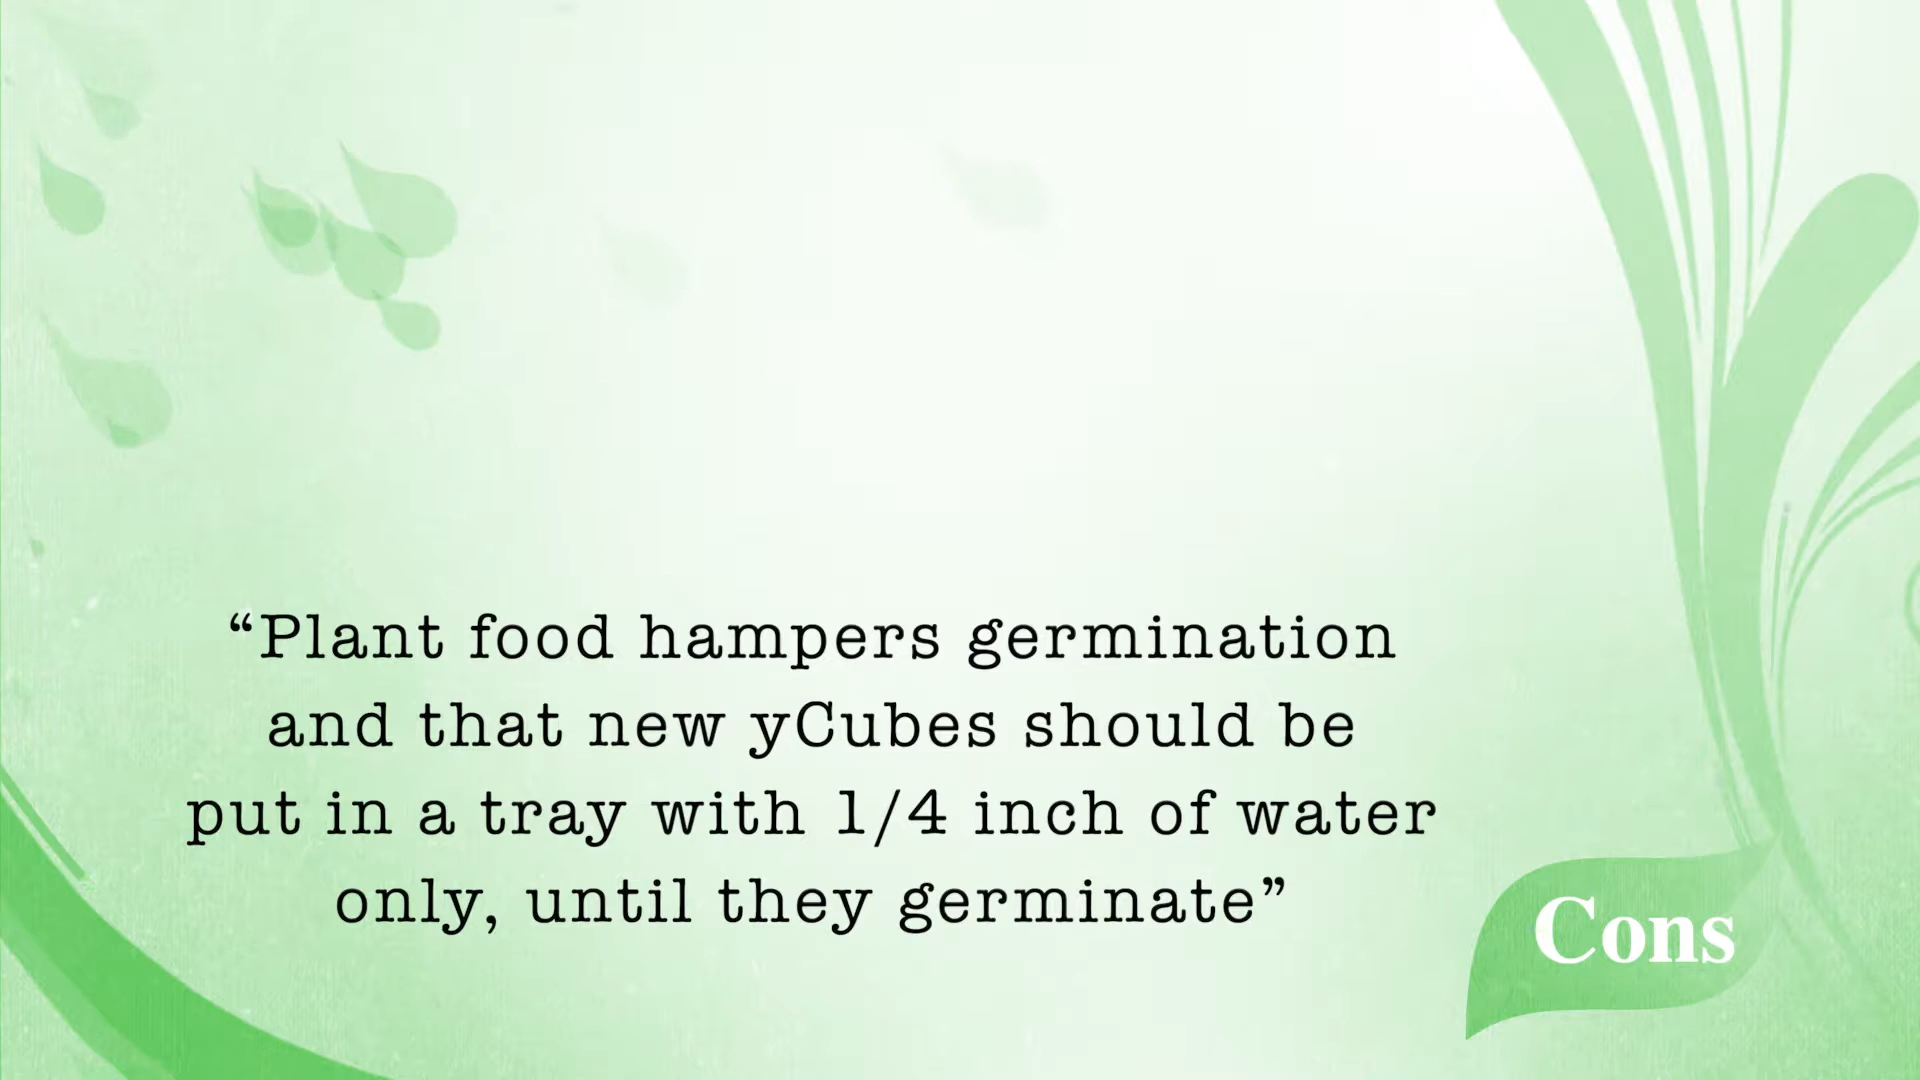 “Plant food hampers germination
and that new yCubes should be
put in a tray with 1/4 inch of water
only, until they germinate”
Cons